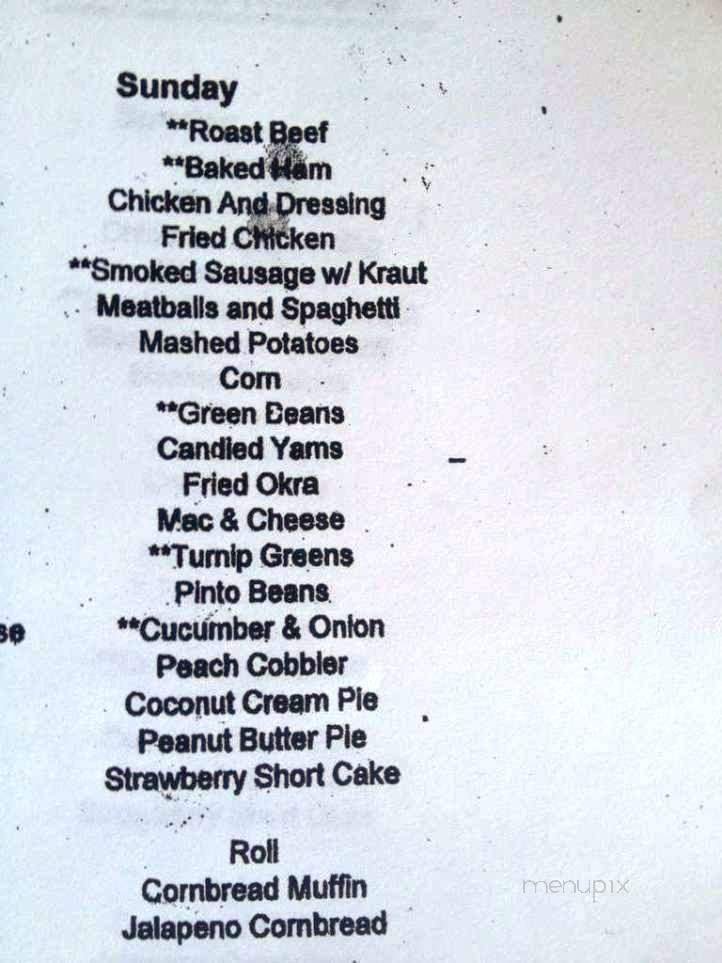 Sunday
**Roast Beef
**Baked Ham
Chicken And Dressing
Fried Chicken
**Smoked Sausage w/ Kraut
Meatballs and Spaghetti
Mashed Potatoes
Corn
**Green Beans
Candied Yams
Fried Okra
Mac & Cheese
**Turnip Greens
Pinto Beans
se
**Cucumber & Onion
Peach Cobbler
Coconut Cream Pie
Peanut Butter Pie
Strawberry Short Cake
Roll
Cornbread Muffin
menupix
Jalapeno Cornbread